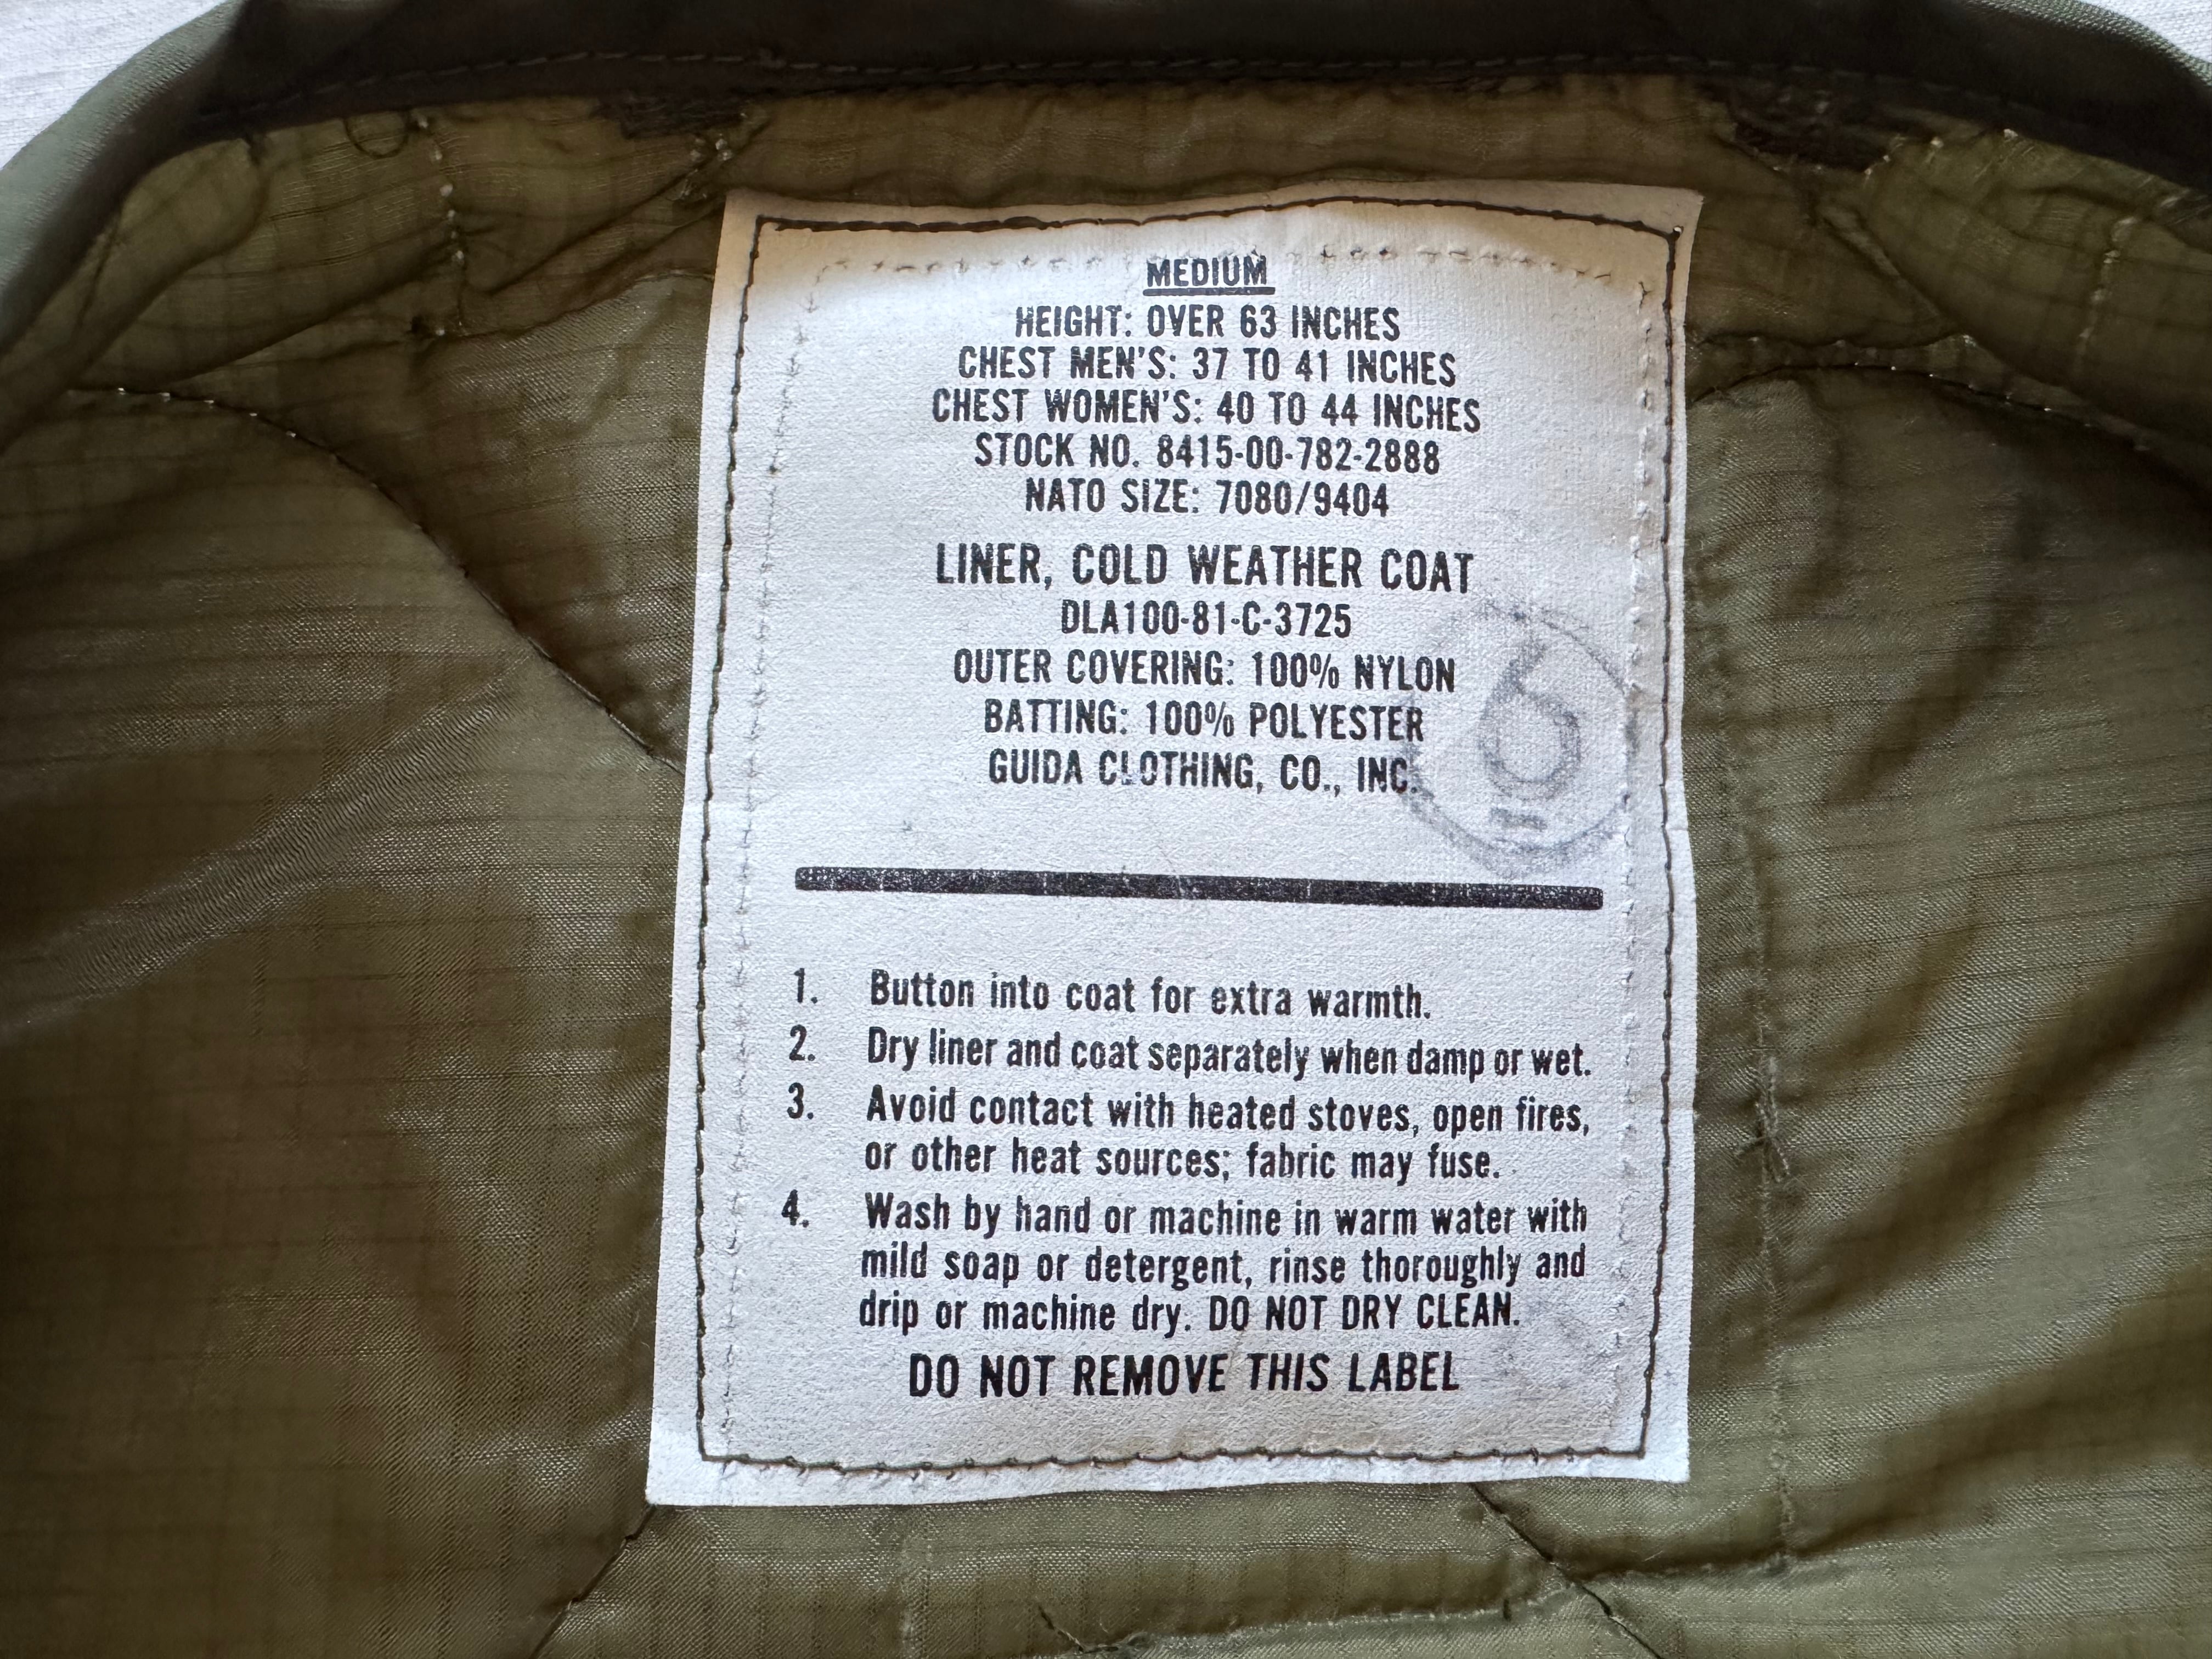 MEDIUM
HEIGHT: OVER 63 INCHES
CHEST MEN'S: 37 TO 41 INCHES
CHEST WOMEN'S: 40 TO 44 INCHES
STOCK NO. 8415-00-782-2888
NATO SIZE: 7080/9404
LINER, COLD WEATHER COAT
DLA100-81-C-3725
OUTER COVERING: 100% NYLON
BATTING: 100% POLYESTER
GUIDA CLOTHING, CO., INC.
6
1. Button into coat for extra warmth.
2. Dry liner and coat separately when damp or wet.
3. Avoid contact with heated stoves, open fires,
or other heat sources; fabric may fuse.
4. Wash by hand or machine in warm water with
mild soap or detergent, rinse thoroughly and
drip or machine dry. DO NOT DRY CLEAN.
DO NOT REMOVE THIS LABEL